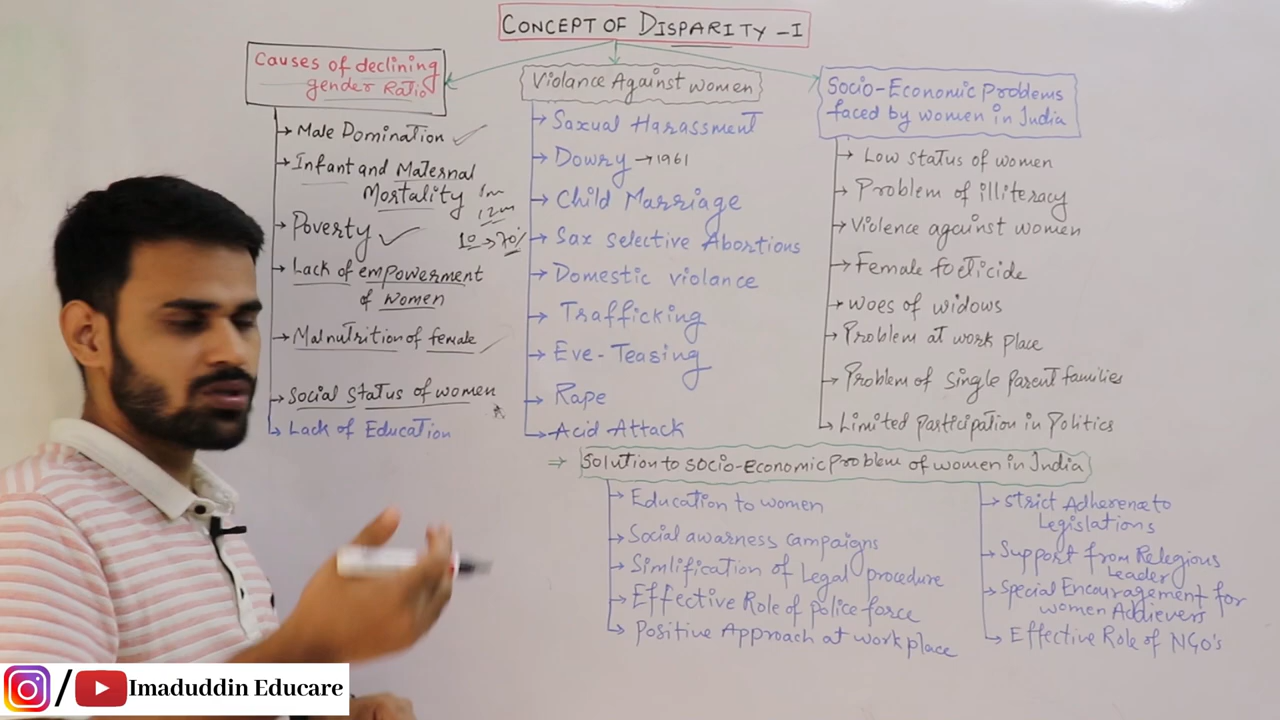 CONCEPT OF DISPARITY -I
Causes of declining
gender Ratio
Male Domination
Infant and Maternal
Mortality
1m
12m
Poverty
10 → 70%
Lack of empowerment
of women
Malnutrition of female
Social Status of women
Lack of Education
Violance Against women
Saxual Harassment
Dowry → 1961
Child Marriage
Sax selective Abortions
Domestic violance
Trafficking
Eve-Teasing
Rape
Acid Attack
Socio-Economic Problems
faced by women in India
Low status of women
Problem of illiteracy
Violence against women
Female foeticide
woes of widows
Problem at work place
Problem of single parent families
Limited participation in Politics
⇒ Solution to socio-economic Problem of women in India
Education to women
Social awarness campaigns
Simlification of Legal procedure
Effective Role of police force
Positive Approach at work place
Strict Adherence to
Legislations
Support from Relegious
Leader
Special Encouragement for
women Achievers
Effective Role of NGO's
/ Imaduddin Educare